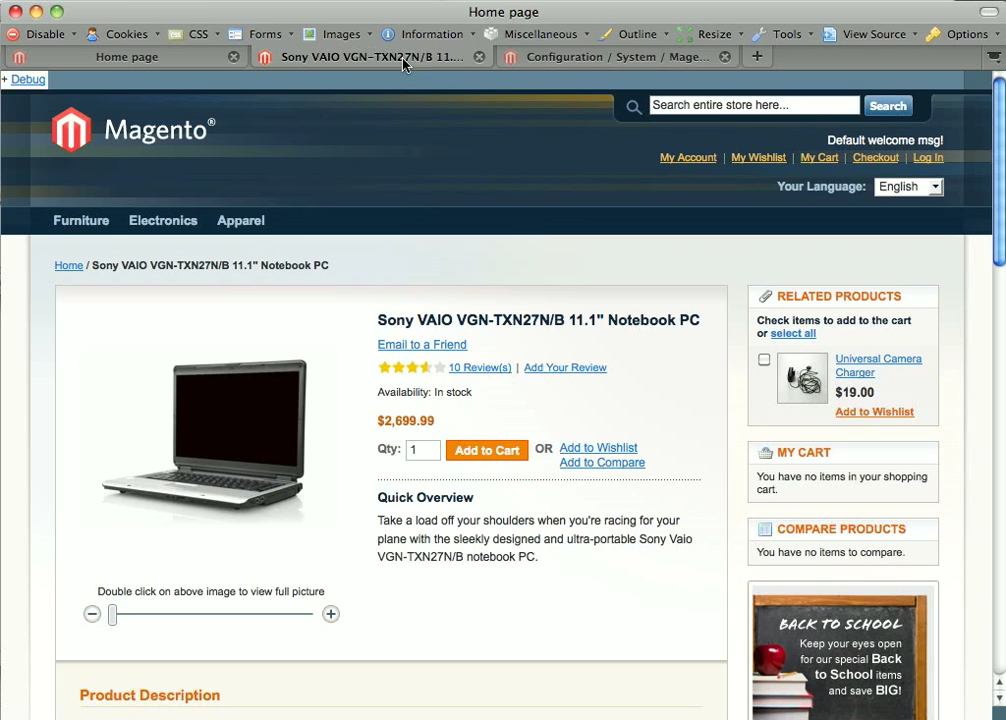 Home page
Disable
Cookies
CSS
Forms
Images
Information
Miscellaneous
Outline
Resize
Tools
View Source
Options
Home page
Sony VAIO VGN-TXN27N/B 11....
Configuration / System / Mage...
+ Debug
Magento®
Search entire store here...
Search
Default welcome msg!
My Account | My Wishlist | My Cart | Checkout | Log In
Your Language: English
Furniture
Electronics
Apparel
Home / Sony VAIO VGN-TXN27N/B 11.1" Notebook PC
Sony VAIO VGN-TXN27N/B 11.1" Notebook PC
Email to a Friend
10 Review(s) | Add Your Review
Availability: In stock
$2,699.99
Qty: 1 Add to Cart OR Add to Wishlist
Add to Compare
Quick Overview
Take a load off your shoulders when you're racing for your
plane with the sleekly designed and ultra-portable Sony Vaio
VGN-TXN27N/B notebook PC.
Double click on above image to view full picture
Product Description
RELATED PRODUCTS
Check items to add to the cart
or select all
Universal Camera
Charger
$19.00
Add to Wishlist
MY CART
You have no items in your shopping
cart.
COMPARE PRODUCTS
You have no items to compare.
BACK TO SCHOOL
Keep your eyes open
for our special Back
to School items
and save BIG!